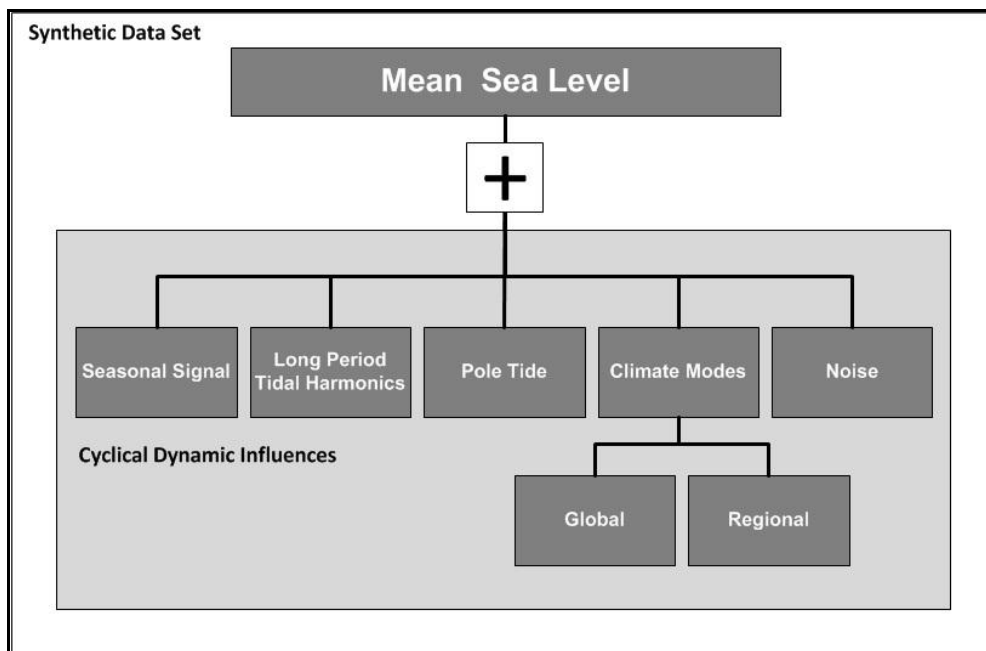 Synthetic Data Set
Mean Sea Level
+
Seasonal Signal
Long Period
Tidal Harmonics
Pole Tide
Climate Modes
Noise
Cyclical Dynamic Influences
Global
Regional